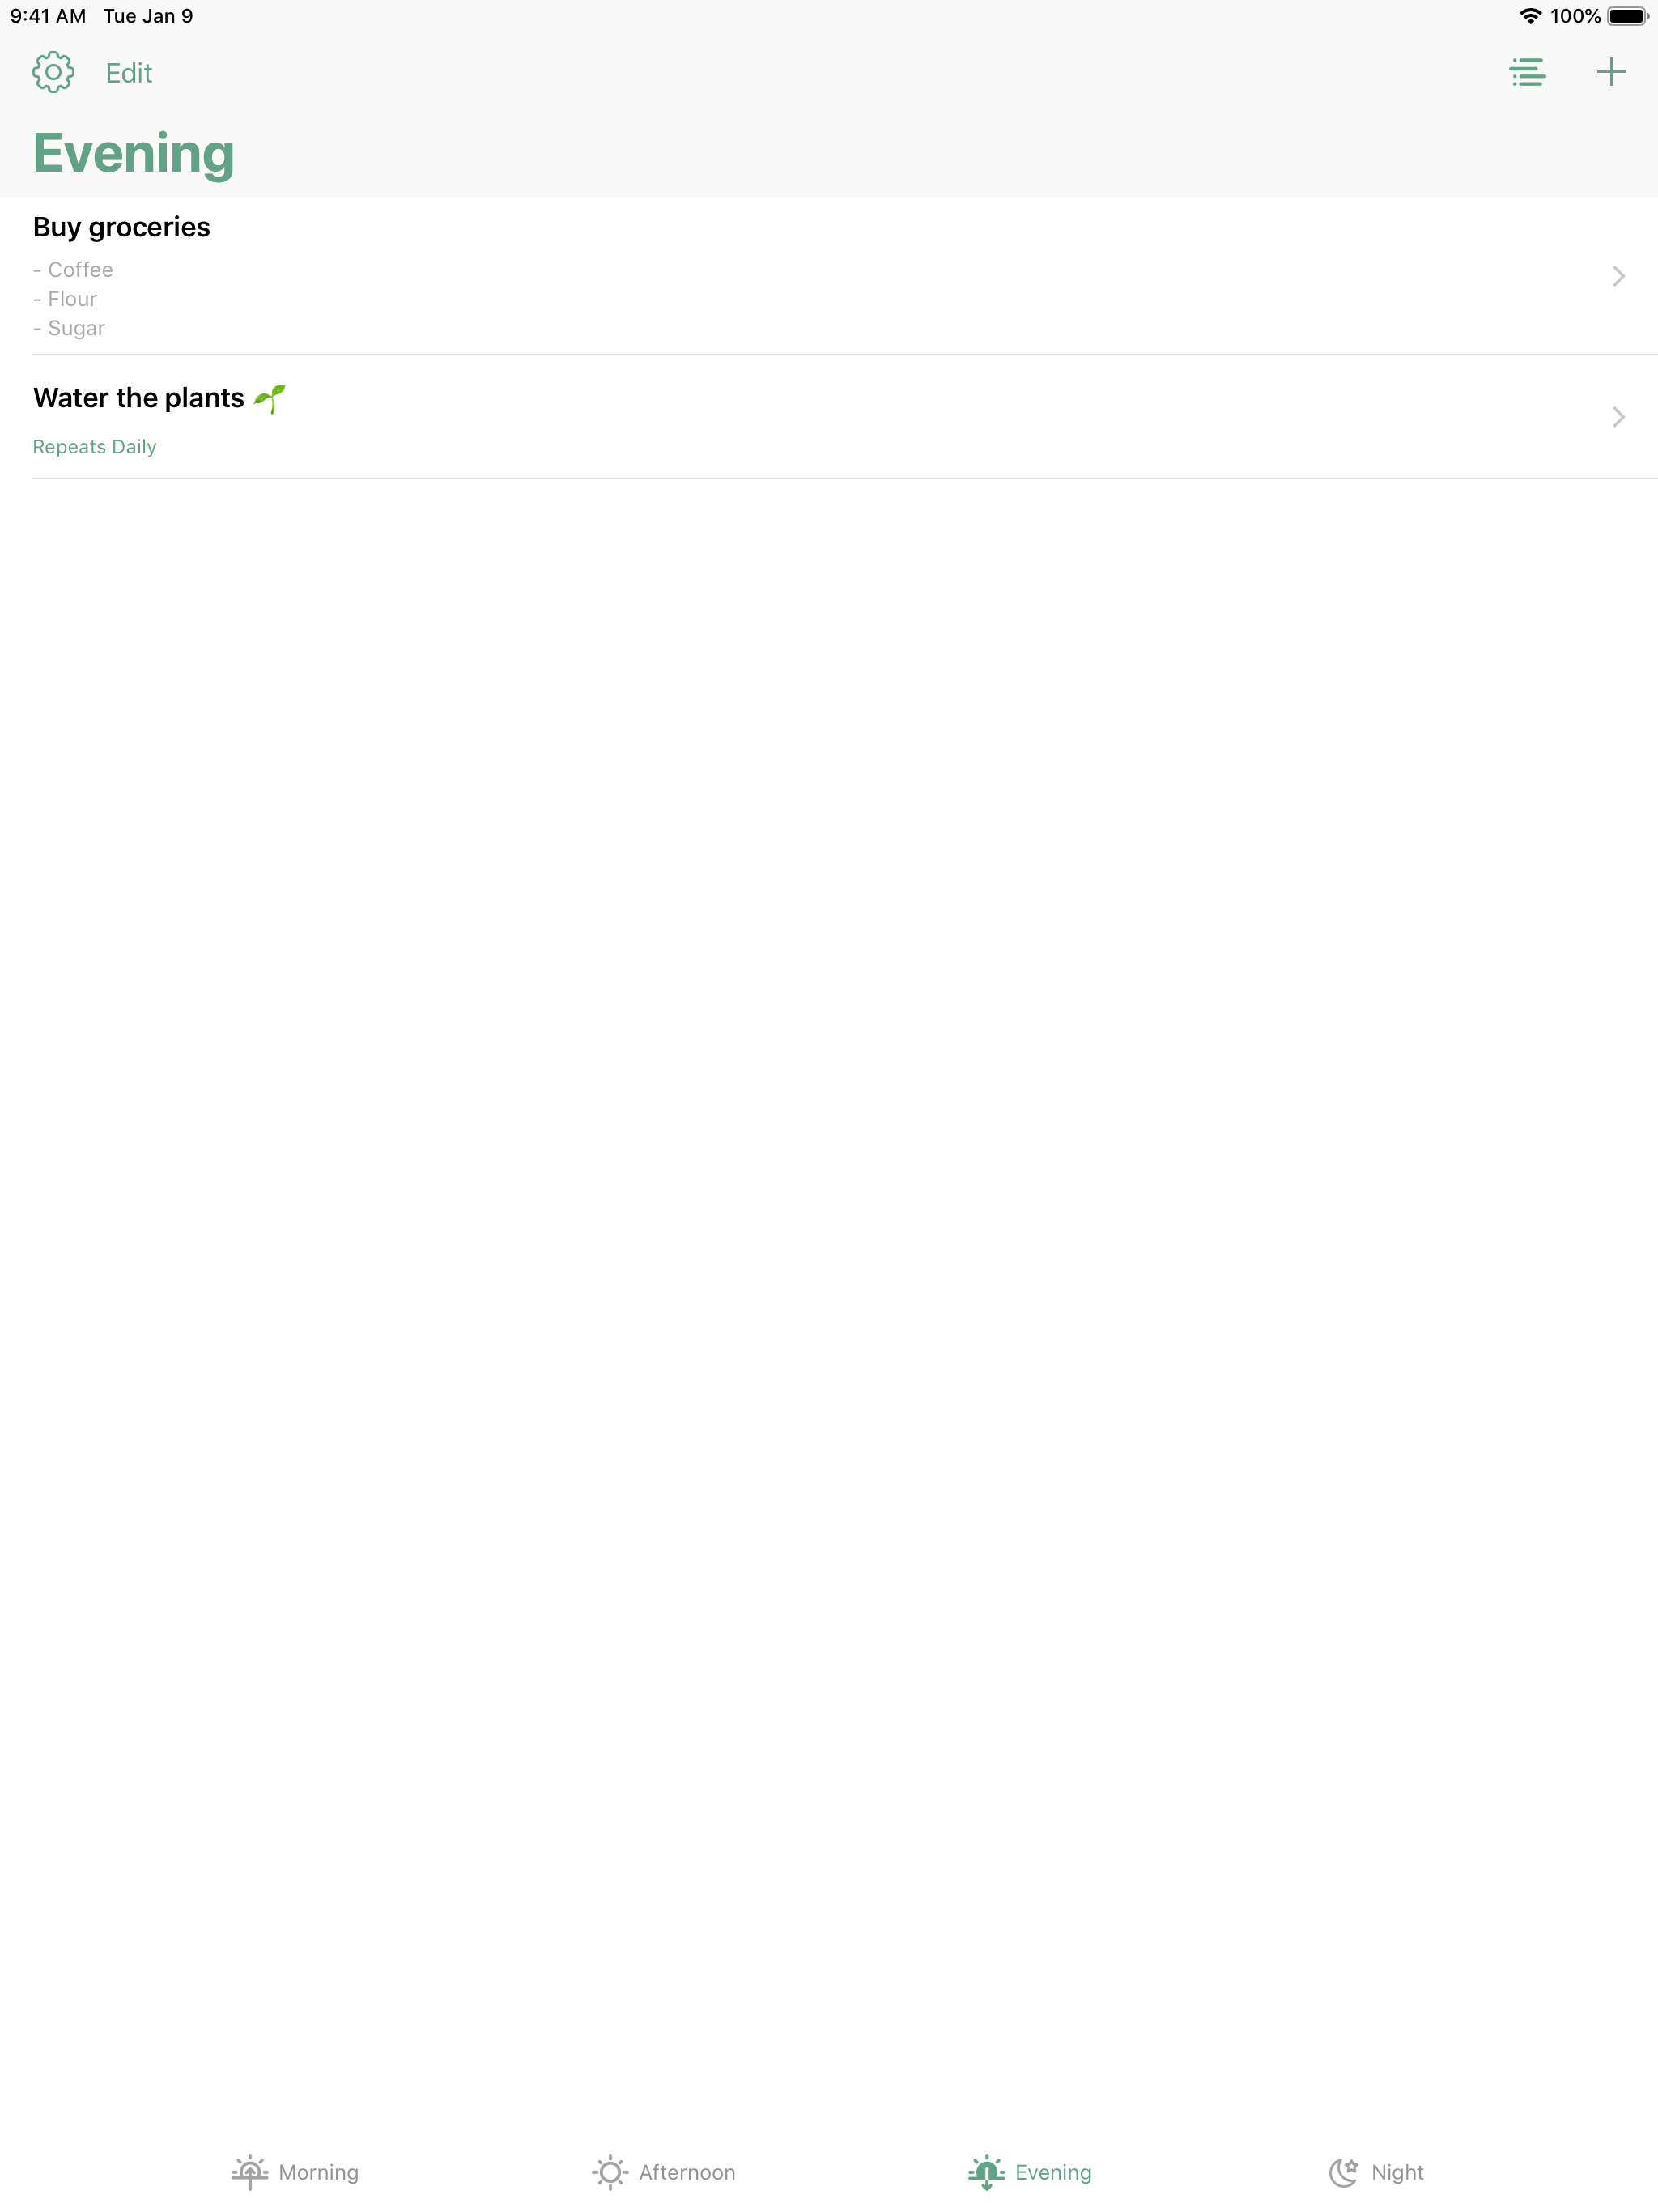 9:41 AM Tue Jan 9 100%
Edit
Evening
Buy groceries
- Coffee
- Flour
- Sugar
Water the plants 🌱
Repeats Daily
Morning Afternoon Evening Night